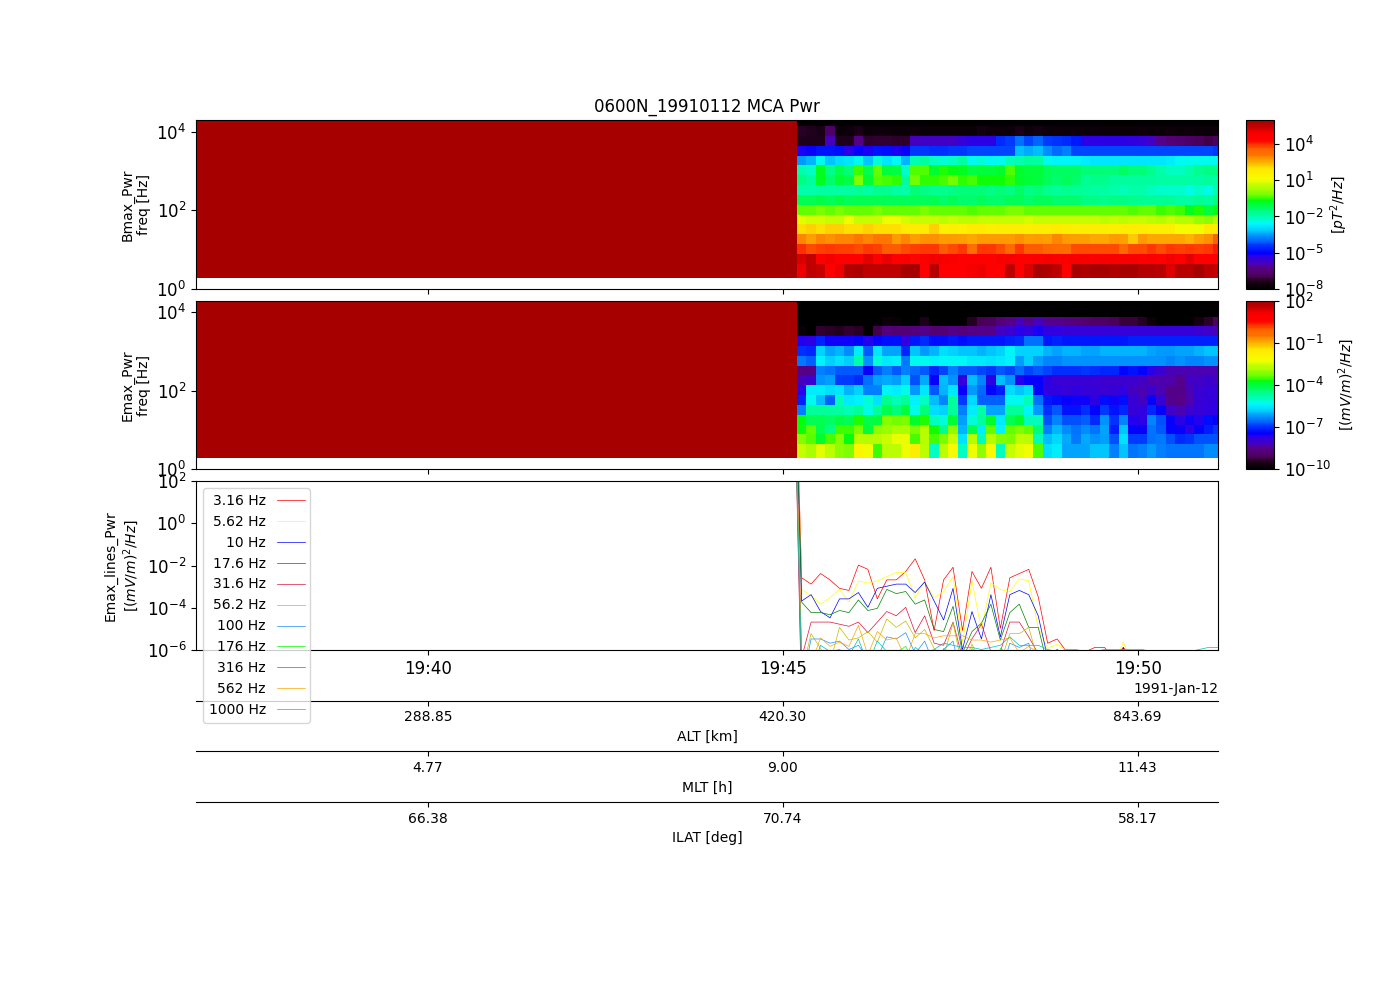 0600N_19910112 MCA Pwr
Bmax_Pwr
freq [Hz]
10^4
10^2
10^0
10^4
10^1
10^-2
10^-5
10^-8
[pT^2/Hz]
Emax_Pwr
freq [Hz]
10^4
10^2
10^0
10^2
10^-1
10^-4
10^-7
10^-10
[(mV/m)^2/Hz]
Emax_lines_Pwr
[(mV/m)^2/Hz]
10^2
10^0
10^-2
10^-4
10^-6
3.16 Hz
5.62 Hz
10 Hz
17.6 Hz
31.6 Hz
56.2 Hz
100 Hz
176 Hz
316 Hz
562 Hz
1000 Hz
19:40 19:45 19:50
1991-Jan-12
288.85 420.30 843.69
ALT [km]
4.77 9.00 11.43
MLT [h]
66.38 70.74 58.17
ILAT [deg]